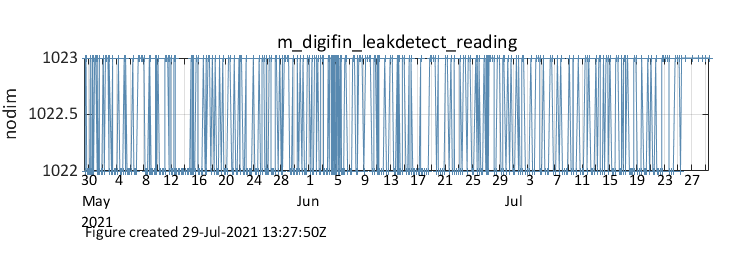 m_digifin_leakdetect_reading
nodim
1023
1022.5
1022
30 4 8 12 16 20 24 28 1 5 9 13 17 21 25 29 3 7 11 15 19 23 27
May Jun Jul
2021
Figure created 29-Jul-2021 13:27:50Z